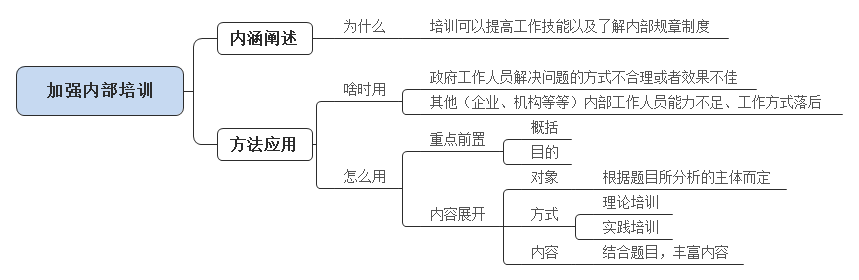 加强内部培训
内涵阐述
为什么
培训可以提高工作技能以及了解内部规章制度
方法应用
啥时用
政府工作人员解决问题的方式不合理或者效果不佳
其他（企业、机构等等）内部工作人员能力不足、工作方式落后
怎么用
重点前置
概括
目的
内容展开
对象
根据题目所分析的主体而定
方式
理论培训
实践培训
内容
结合题目，丰富内容